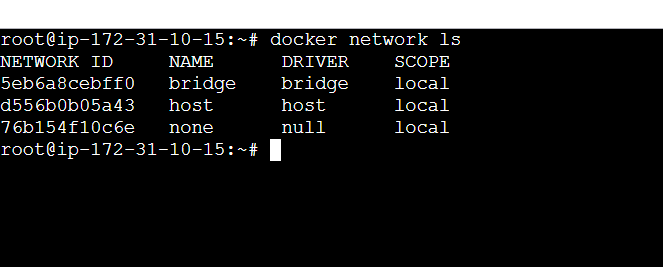 root@ip-172-31-10-15:~# docker network ls
NETWORK ID     NAME      DRIVER    SCOPE
5eb6a8cebff0   bridge    bridge    local
d556b0b05a43   host      host      local
76b154f10c6e   none      null      local
root@ip-172-31-10-15:~#